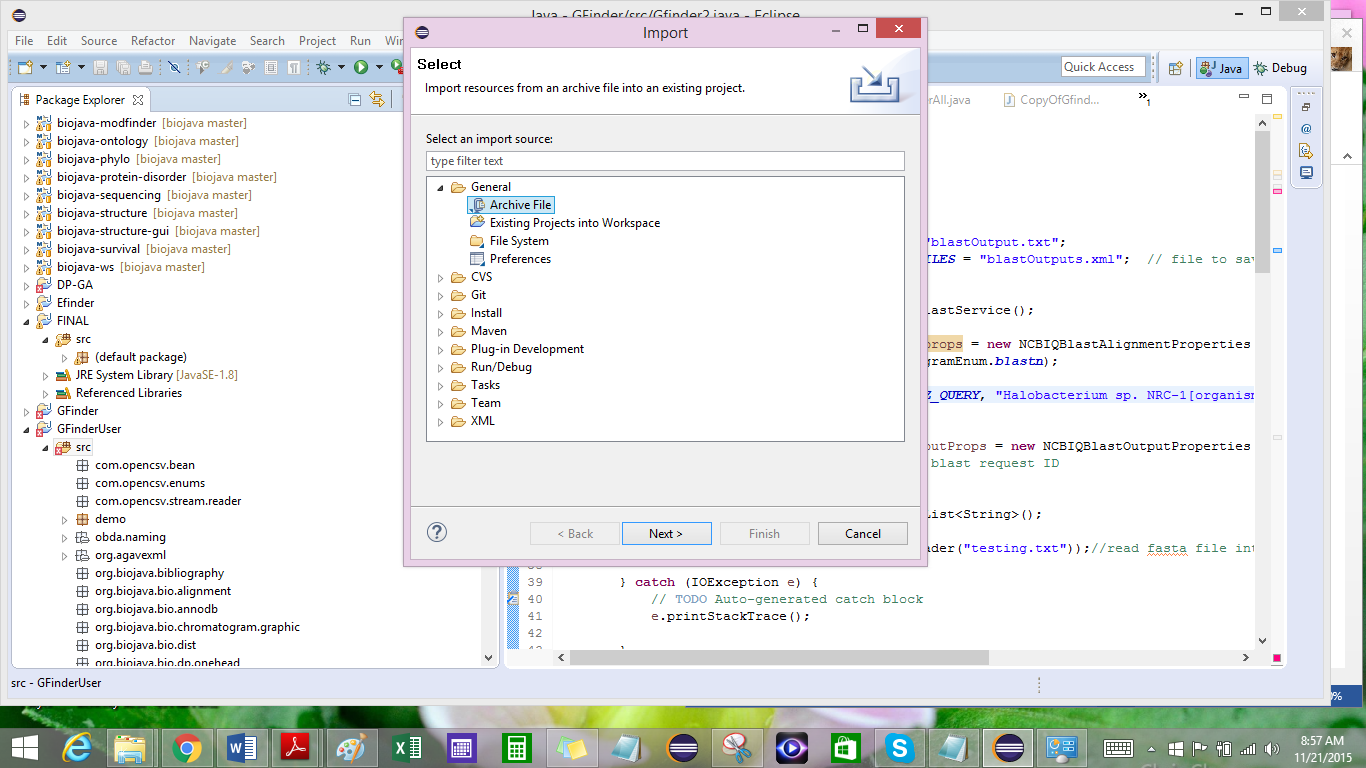 Java - GFinder/src/Gfinder2.java - Eclipse
File Edit Source Refactor Navigate Search Project Run
Quick Access
Java
Debug
Package Explorer
biojava-modfinder [biojava master]
biojava-ontology [biojava master]
biojava-phylo [biojava master]
biojava-protein-disorder [biojava master]
biojava-sequencing [biojava master]
biojava-structure [biojava master]
biojava-structure-gui [biojava master]
biojava-survival [biojava master]
biojava-ws [biojava master]
DP-GA
Efinder
FINAL
src
(default package)
JRE System Library [JavaSE-1.8]
Referenced Libraries
GFinder
GFinderUser
src
com.opencsv.bean
com.opencsv.enums
com.opencsv.stream.reader
demo
obda.naming
org.agavexml
org.biojava.bibliography
org.biojava.bio.alignment
org.biojava.bio.annodb
org.biojava.bio.chromatogram.graphic
org.biojava.bio.dist
org.biojava.bio.dp.onehead
src - GFinderUser
Import
Select
Import resources from an archive file into an existing project.
Select an import source:
type filter text
General
Archive File
Existing Projects into Workspace
File System
Preferences
CVS
Git
Install
Maven
Plug-in Development
Run/Debug
Tasks
Team
XML
< Back
Next >
Finish
Cancel
erAll.java
CopyOfGfind...
»1
"blastOutput.txt";
ILES = "blastOutputs.xml"; // file to sav
lastService();
props = new NCBIQBlastAlignmentProperties
gramEnum.blastn);
Z_QUERY, "Halobacterium sp. NRC-1[organism
putProps = new NCBIQBlastOutputProperties
blast request ID
List<String>();
ader("testing.txt"));//read fasta file int
39 } catch (IOException e) {
40 // TODO Auto-generated catch block
41 e.printStackTrace();
42
0%
8:57 AM
11/21/2015